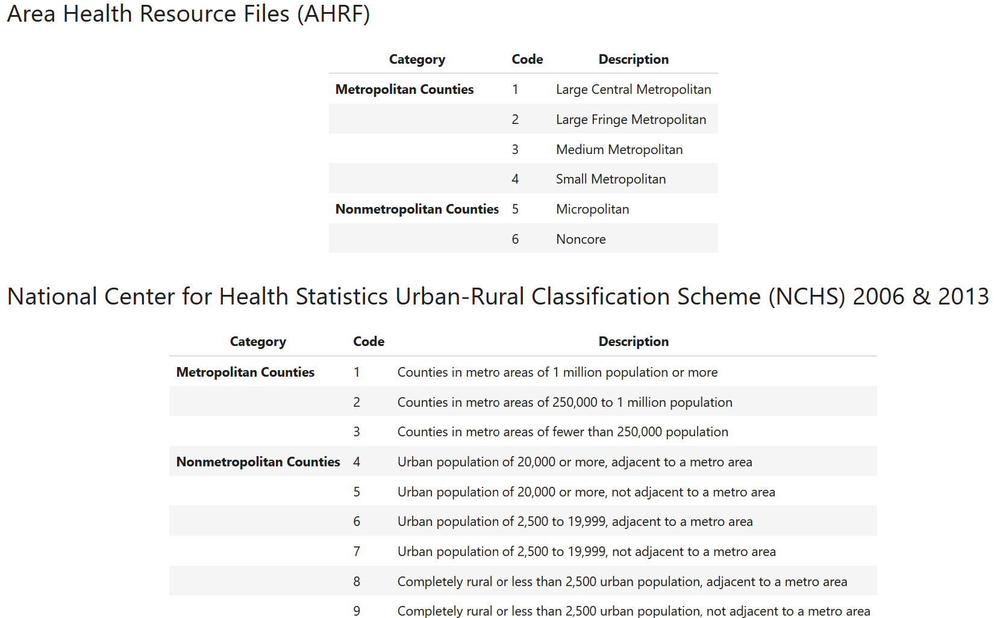 Area Health Resource Files (AHRF)
Category Code Description
Metropolitan Counties 1 Large Central Metropolitan
2 Large Fringe Metropolitan
3 Medium Metropolitan
4 Small Metropolitan
Nonmetropolitan Counties 5 Micropolitan
6 Noncore
National Center for Health Statistics Urban-Rural Classification Scheme (NCHS) 2006 & 2013
Category Code Description
Metropolitan Counties 1 Counties in metro areas of 1 million population or more
2 Counties in metro areas of 250,000 to 1 million population
3 Counties in metro areas of fewer than 250,000 population
Nonmetropolitan Counties 4 Urban population of 20,000 or more, adjacent to a metro area
5 Urban population of 20,000 or more, not adjacent to a metro area
6 Urban population of 2,500 to 19,999, adjacent to a metro area
7 Urban population of 2,500 to 19,999, not adjacent to a metro area
8 Completely rural or less than 2,500 urban population, adjacent to a metro area
9 Completely rural or less than 2,500 urban population, not adjacent to a metro area